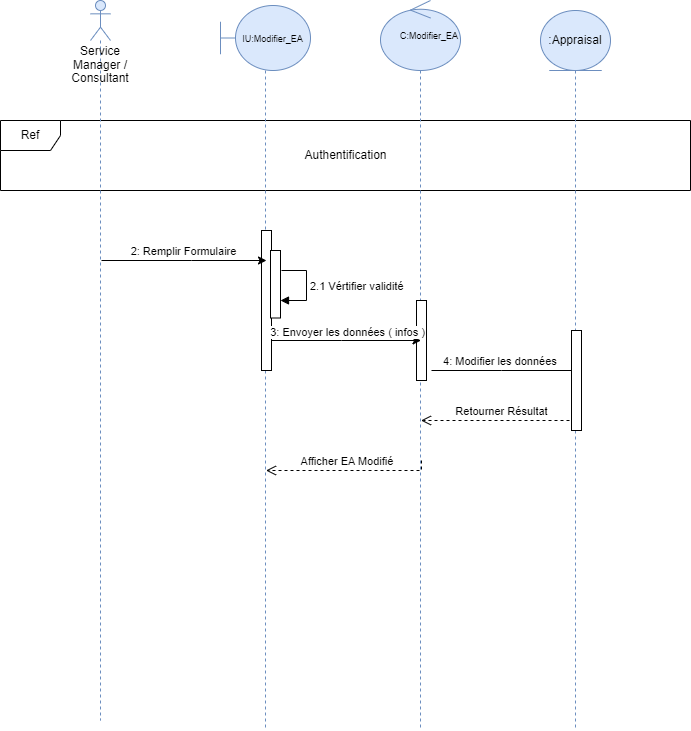 Service
Manager /
Consultant
IU:Modifier_EA
C:Modifier_EA
:Appraisal
Ref
Authentification
2: Remplir Formulaire
2.1 Vértifier validité
3: Envoyer les données ( infos )
4: Modifier les données
Retourner Résultat
Afficher EA Modifié